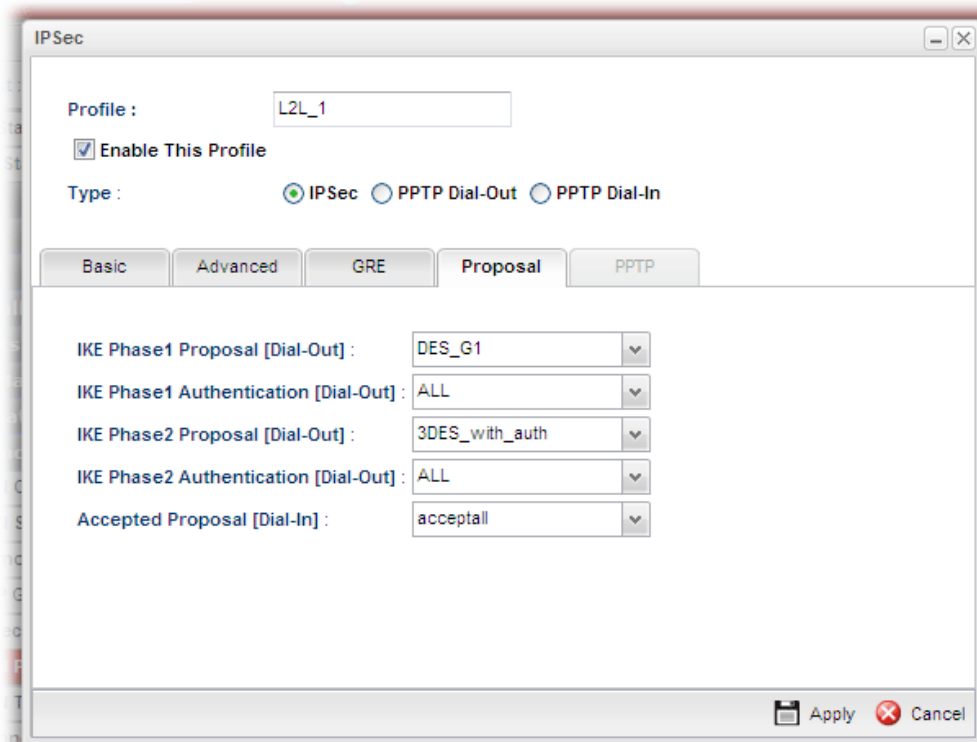 IPSec
Profile : L2L_1
Enable This Profile
Type : IPSec PPTP Dial-Out PPTP Dial-In
Basic Advanced GRE Proposal PPTP
IKE Phase1 Proposal [Dial-Out] : DES_G1
IKE Phase1 Authentication [Dial-Out] : ALL
IKE Phase2 Proposal [Dial-Out] : 3DES_with_auth
IKE Phase2 Authentication [Dial-Out] : ALL
Accepted Proposal [Dial-In] : acceptall
Apply Cancel